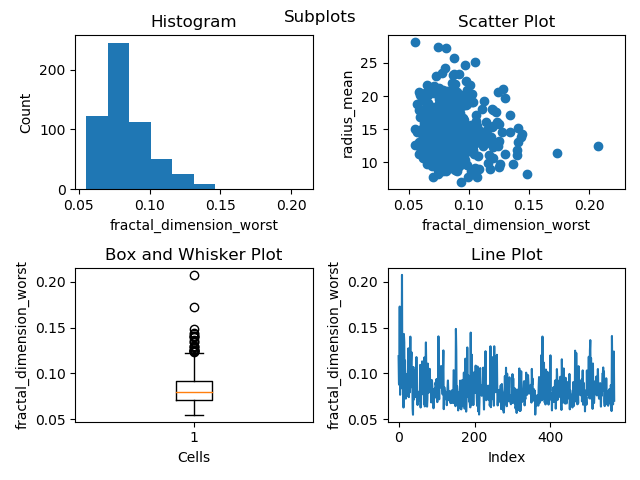 Subplots
Histogram
Count
200
100
0
0.05 0.10 0.15 0.20
fractal_dimension_worst
Scatter Plot
radius_mean
25
20
15
10
0.05 0.10 0.15 0.20
fractal_dimension_worst
Box and Whisker Plot
fractal_dimension_worst
0.20
0.15
0.10
0.05
1
Cells
Line Plot
fractal_dimension_worst
0.20
0.15
0.10
0.05
0 200 400
Index